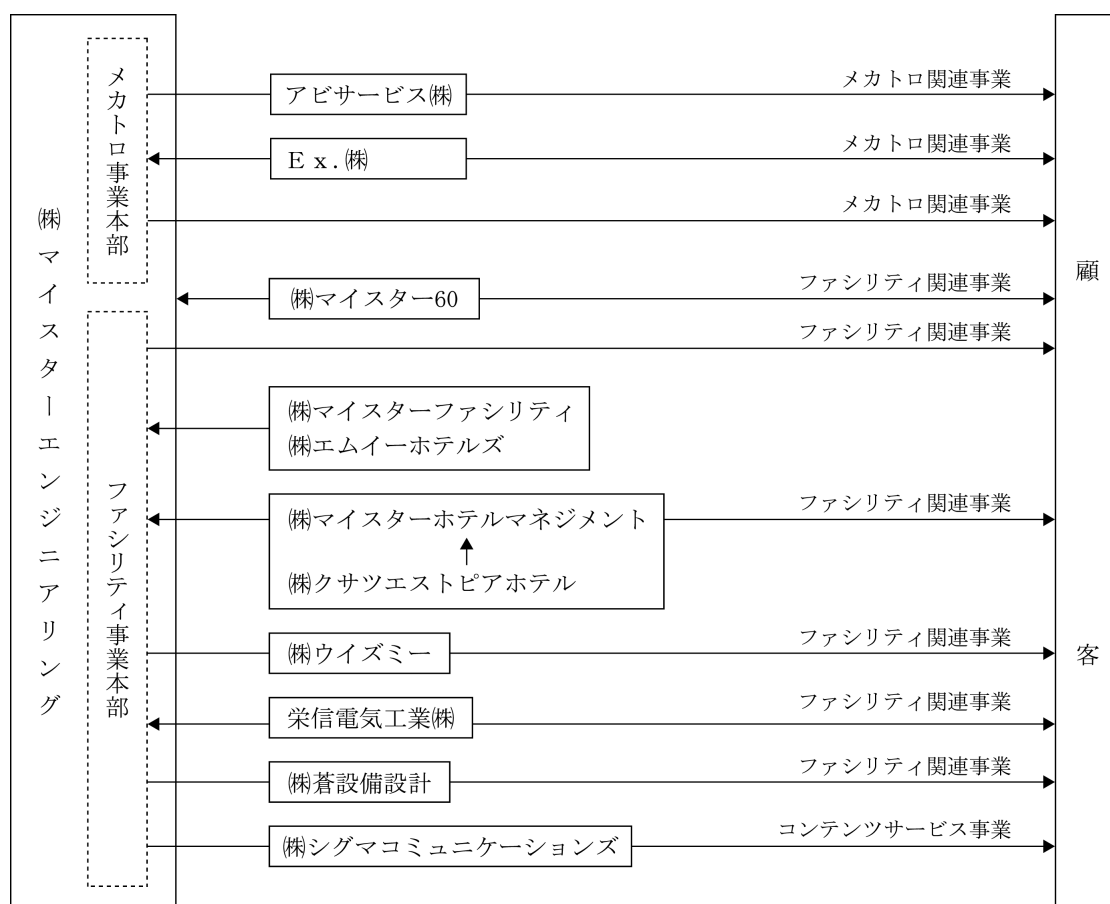 ㈱マイスターエンジニアリング
メカトロ事業本部
アビサービス㈱
メカトロ関連事業
Ｅｘ.㈱
メカトロ関連事業
メカトロ関連事業
㈱マイスター60
ファシリティ関連事業
ファシリティ事業本部
ファシリティ関連事業
㈱マイスターファシリティ
㈱エムイーホテルズ
㈱マイスターホテルマネジメント
㈱クサツエストピアホテル
ファシリティ関連事業
㈱ウイズミー
ファシリティ関連事業
栄信電気工業㈱
ファシリティ関連事業
㈱蒼設備設計
ファシリティ関連事業
㈱シグマコミュニケーションズ
コンテンツサービス事業
顧客